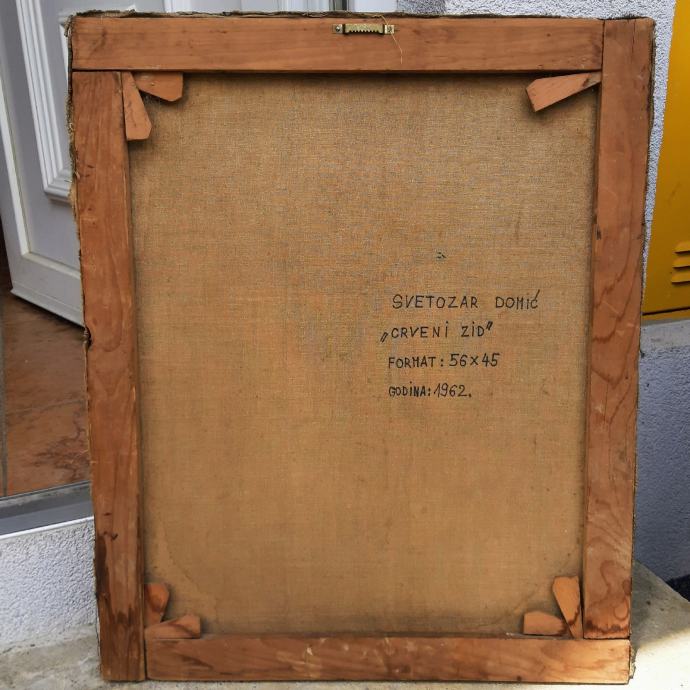 SVETOZAR DOMIĆ
„CRVENI ZID"
FORMAT: 56×45
GODINA: 1962.